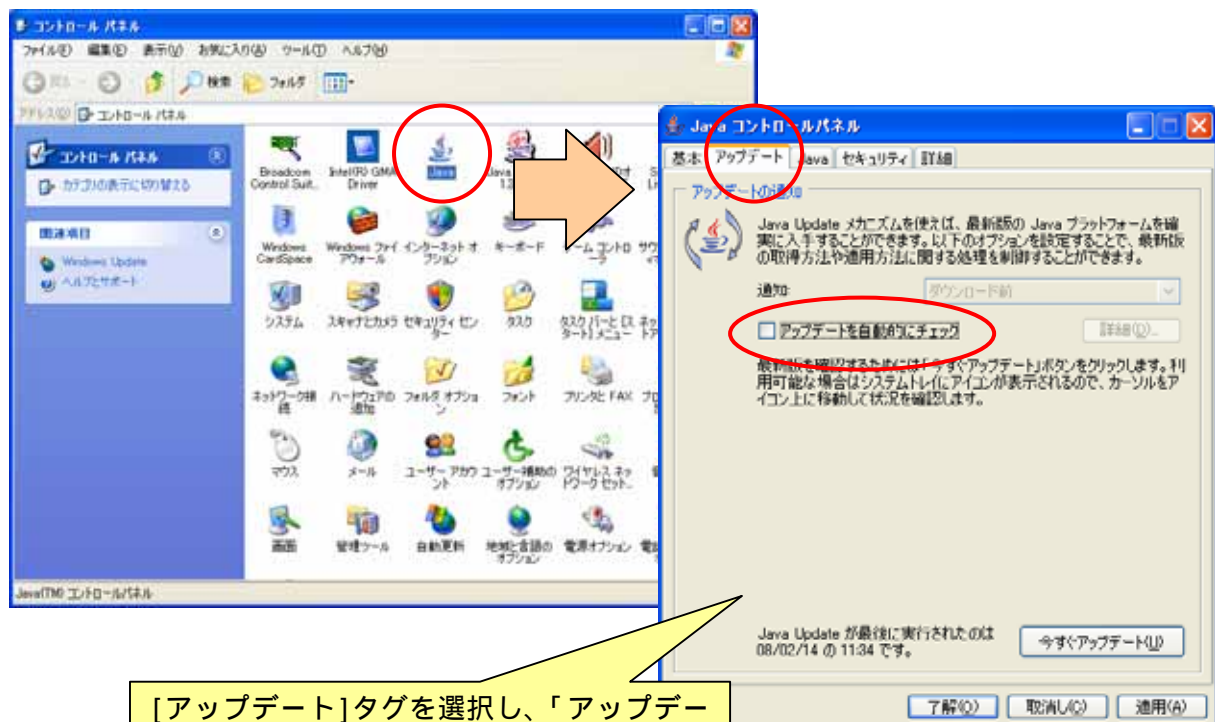 コントロール パネル
ファイル(F) 編集(E) 表示(V) お気に入り(A) ツール(T) ヘルプ(H)
検索 フォルダ
コントロール パネル
コントロール パネル
カテゴリの表示に切り替える
関連項目
Windows Update
ヘルプとサポート
Broadcom Control Suit...
Intel(R) GMA Driver
Java
Windows CardSpace
Windows ファイアウォール
インターネット オプション
キーボード
システム
スキャナとカメラ
セキュリティ センター
タスク
ネットワーク接続
ハードウェアの追加
フォルダ オプション
フォント
プリンタと FAX
マウス
メール
ユーザー アカウント
ユーザー補助のオプション
ワイヤレス ネットワーク セット...
画面
管理ツール
自動更新
地域と言語のオプション
電源オプション
Java(TM) コントロールパネル
Java コントロールパネル
基本 アップデート Java セキュリティ 詳細
アップデートの通知
Java Update メカニズムを使えば、最新版の Java プラットフォームを確
実に入手することができます。以下のオプションを設定することで、最新版
の取得方法や適用方法に関する処理を制御することができます。
通知: ダウンロード前
アップデートを自動的にチェック 詳細(D)...
最新版を確認するためには「今すぐアップデート」ボタンをクリックします。利
用可能な場合はシステムトレイにアイコンが表示されるので、カーソルをア
イコン上に移動して状況を確認します。
Java Update が最後に実行されたのは
08/02/14 の 11:34 です。
今すぐアップデート(U)
了解(O) 取消し(C) 適用(A)
[アップデート]タグを選択し、「アップデー